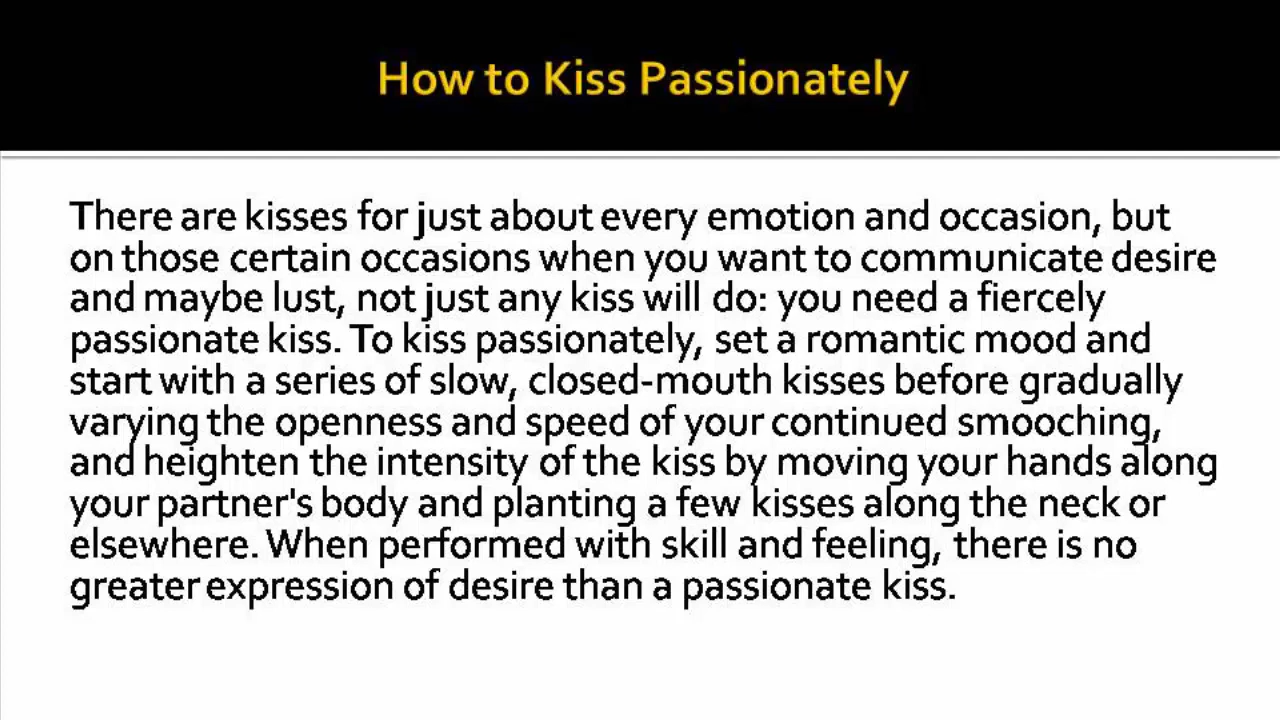 How to Kiss Passionately
There are kisses for just about every emotion and occasion, but
on those certain occasions when you want to communicate desire
and maybe lust, not just any kiss will do: you need a fiercely
passionate kiss. To kiss passionately, set a romantic mood and
start with a series of slow, closed-mouth kisses before gradually
varying the openness and speed of your continued smooching,
and heighten the intensity of the kiss by moving your hands along
your partner's body and planting a few kisses along the neck or
elsewhere. When performed with skill and feeling, there is no
greater expression of desire than a passionate kiss.